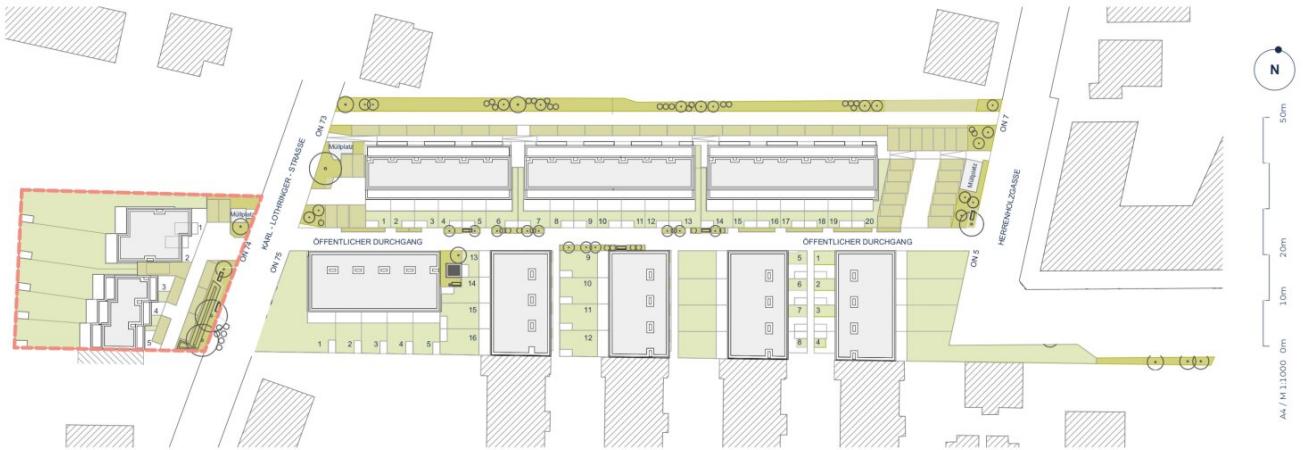 N
50m
20m
10m
0m
A4 / M 1:1000
ON 73
Müllplatz
KARL - LOTHRINGER - STRASSE
ON 74
ON 75
Müllplatz
1
2
3
4
5
ON 7
Müllplatz
HERRENHOLZGASSE
ON 5
1 2 3 4 5 6 7 8 9 10 11 12 13 14 15 16 17 18 19 20
ÖFFENTLICHER DURCHGANG
ÖFFENTLICHER DURCHGANG
13
14
15
16
9
10
11
12
5 1
6 2
7 3
8 4
1 2 3 4 5